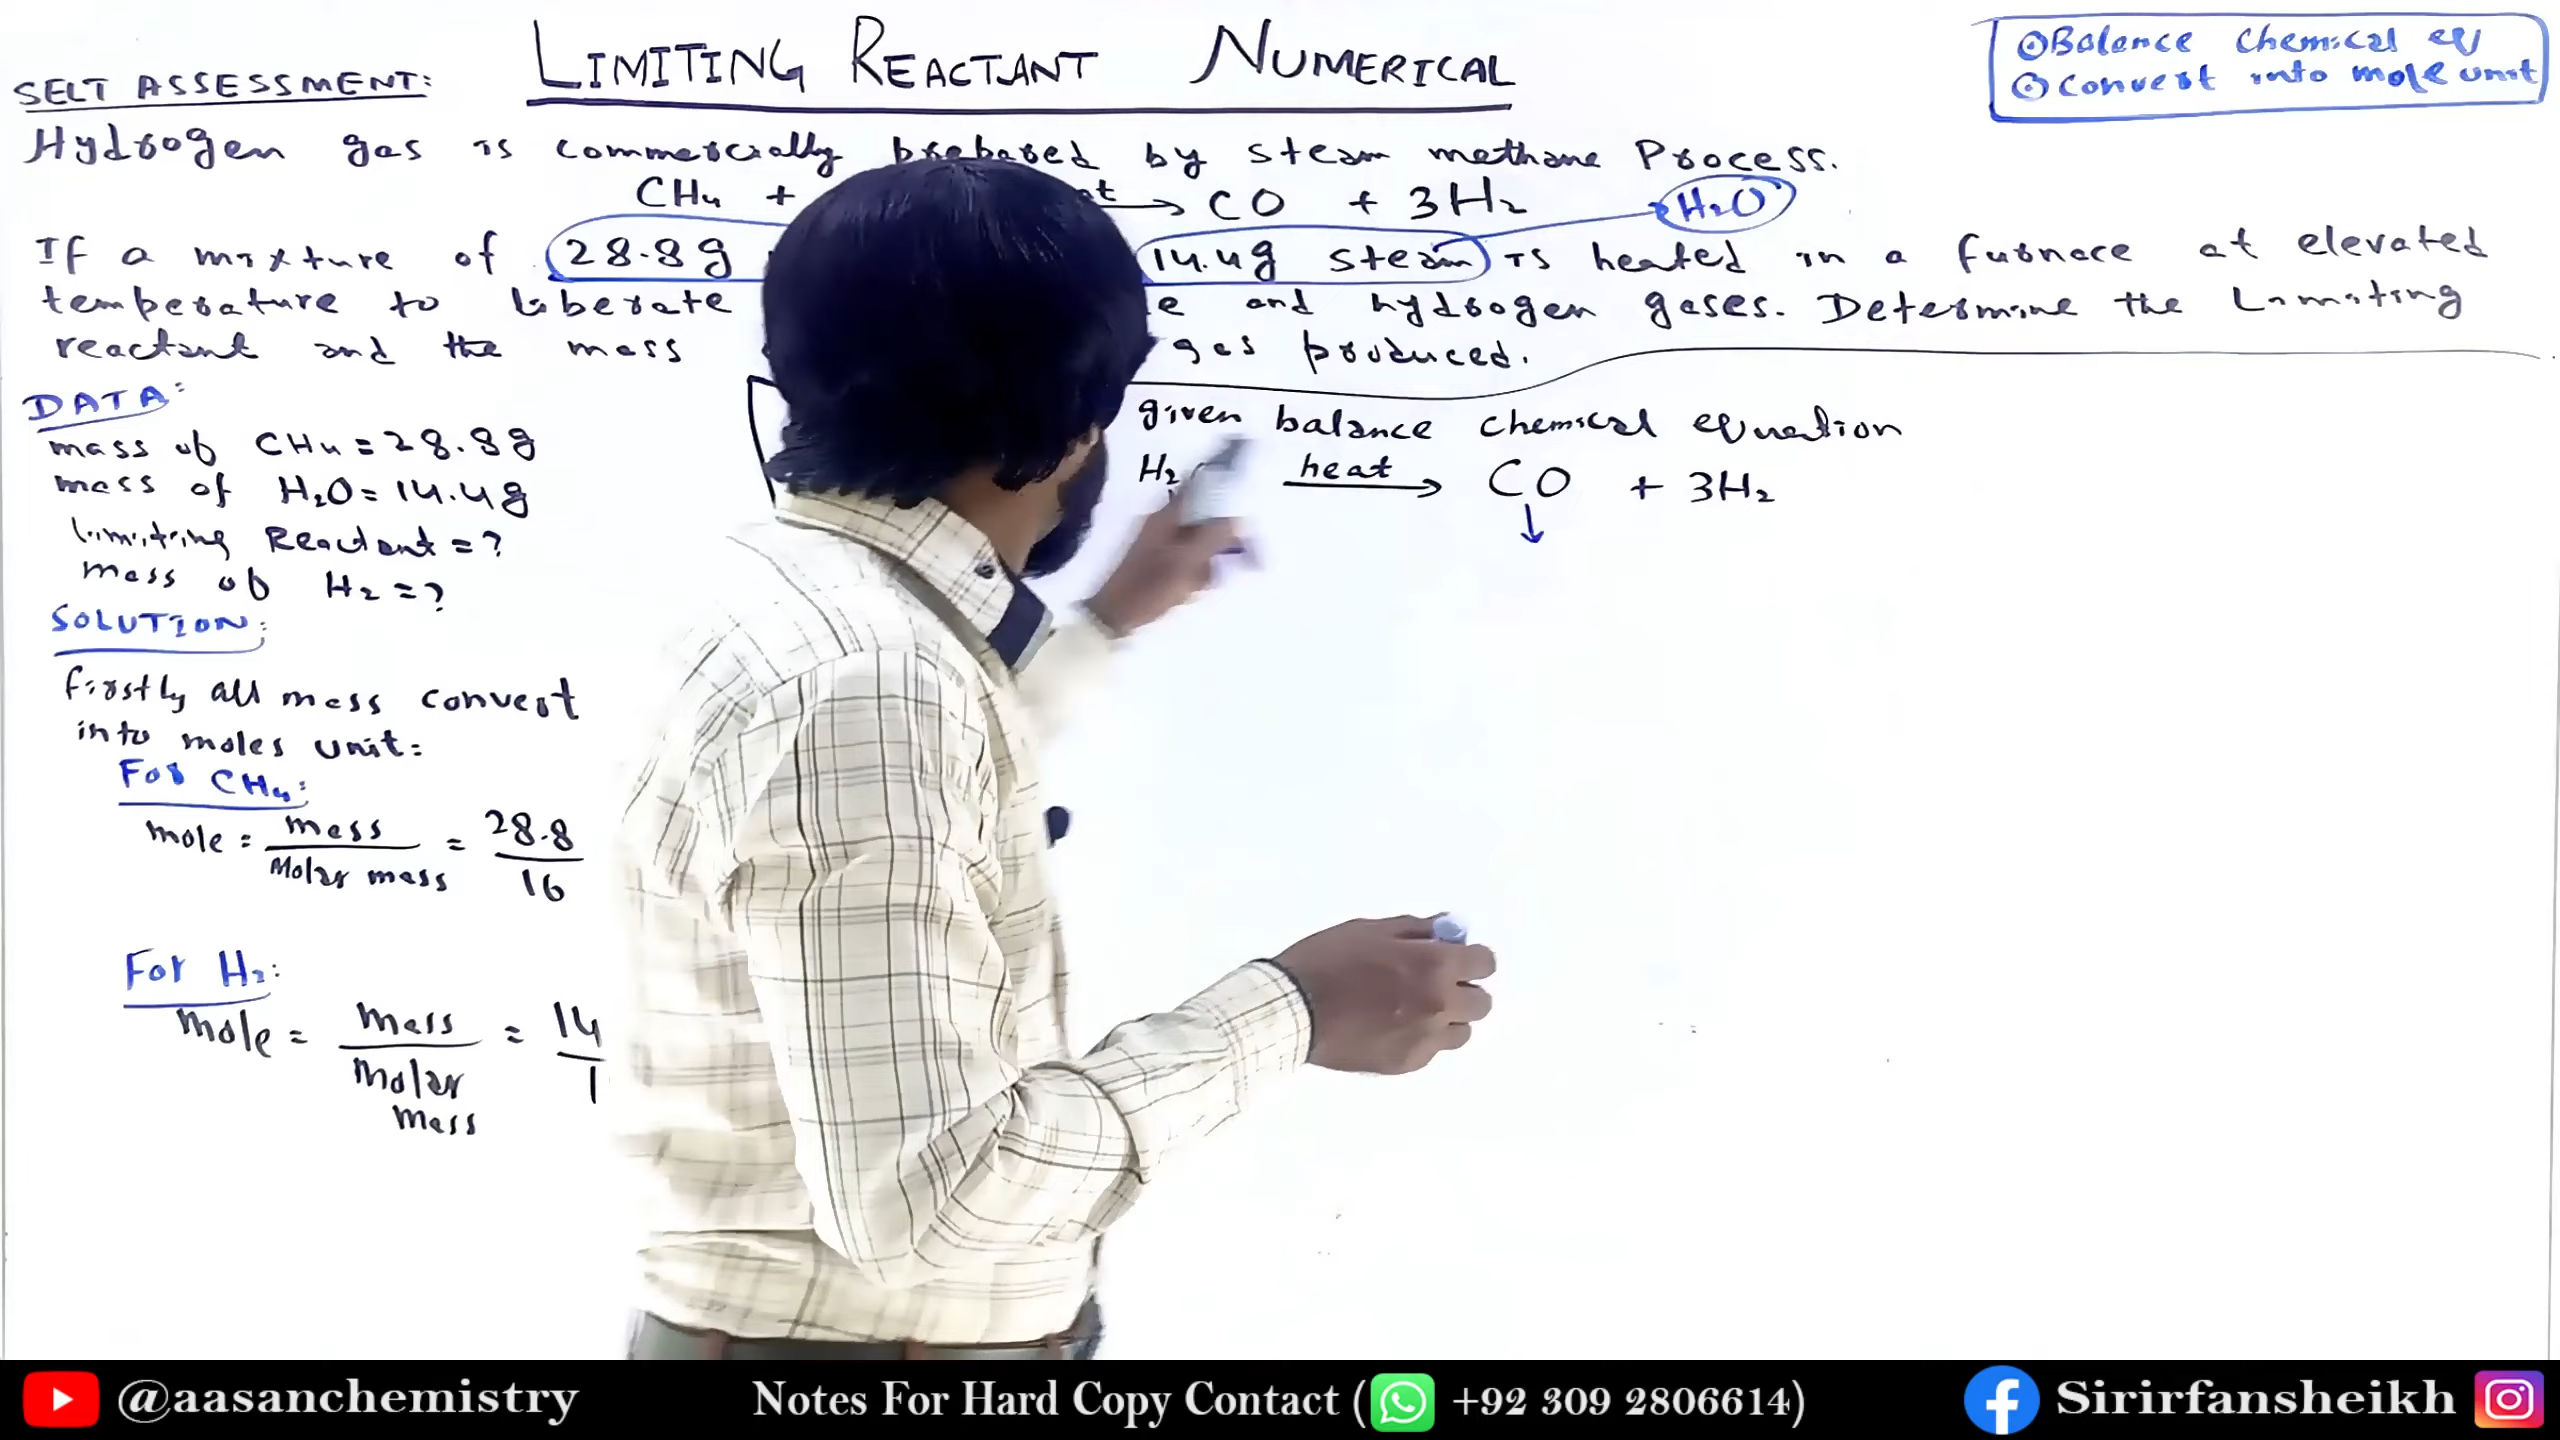 LIMITING REACTANT NUMERICAL
⊙Balance Chemical eq
⊙Convert into mole unit
SELT ASSESSMENT:
Hydrogen gas is commercially prepared by steam methane Process.
CH₄ + → CO + 3H₂ H₂O
If a mixture of 28.8g 14.4g steam is heated in a furnace at elevated
temperature to liberate and hydrogen gases. Determine the Limiting
reactant and the mass gas produced.
DATA:
mass of CH₄ = 28.8g
mass of H₂O = 14.4g
limiting Reactant = ?
mass of H₂ = ?
SOLUTION:
firstly all mass convert
into moles unit:
For CH₄:
mole = mass / Molar mass = 28.8 / 16
For H₂:
mole = mass / Molar mass = 14 / 1
given balance chemical equation
H₂ heat → CO + 3H₂
↓
@aasanchemistry Notes For Hard Copy Contact ( +92 309 2806614) Sirirfansheikh